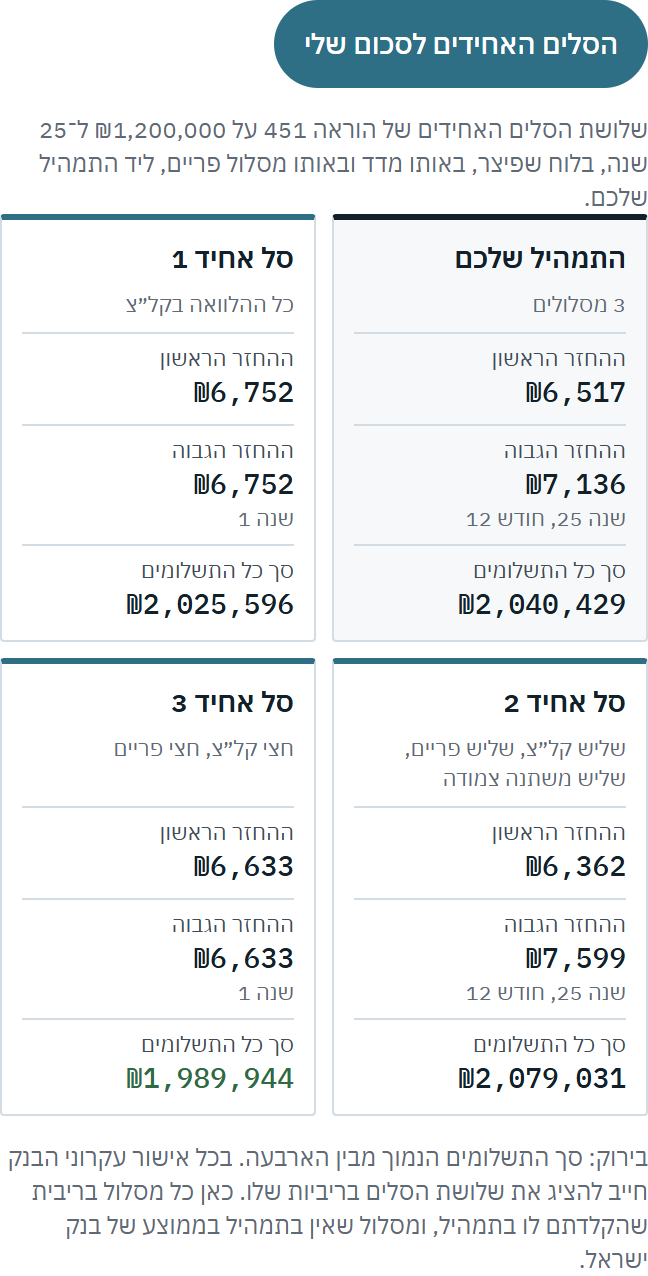 הסלים האחידים לסכום שלי
שלושת הסלים האחידים של הוראה 451 על 1,200,000₪ ל־25
שנה, בלוח שפיצר, באותו מדד ובאותו מסלול פריים, ליד התמהיל
שלכם.
התמהיל שלכם
3 מסלולים
ההחזר הראשון
₪6,517
ההחזר הגבוה
₪7,136
שנה 25, חודש 12
סך כל התשלומים
₪2,040,429
סל אחיד 1
כל ההלוואה בקל״צ
ההחזר הראשון
₪6,752
ההחזר הגבוה
₪6,752
שנה 1
סך כל התשלומים
₪2,025,596
סל אחיד 2
שליש קל״צ, שליש פריים,
שליש משתנה צמודה
ההחזר הראשון
₪6,362
ההחזר הגבוה
₪7,599
שנה 25, חודש 12
סך כל התשלומים
₪2,079,031
סל אחיד 3
חצי קל״צ, חצי פריים
ההחזר הראשון
₪6,633
ההחזר הגבוה
₪6,633
שנה 1
סך כל התשלומים
₪1,989,944
בירוק: סך התשלומים הנמוך מבין הארבעה. בכל אישור עקרוני הבנק
חייב להציג את שלושת הסלים בריביות שלו. כאן כל מסלול בריבית
שהקלדתם לו בתמהיל, ומסלול שאין בתמהיל בממוצע של בנק
ישראל.